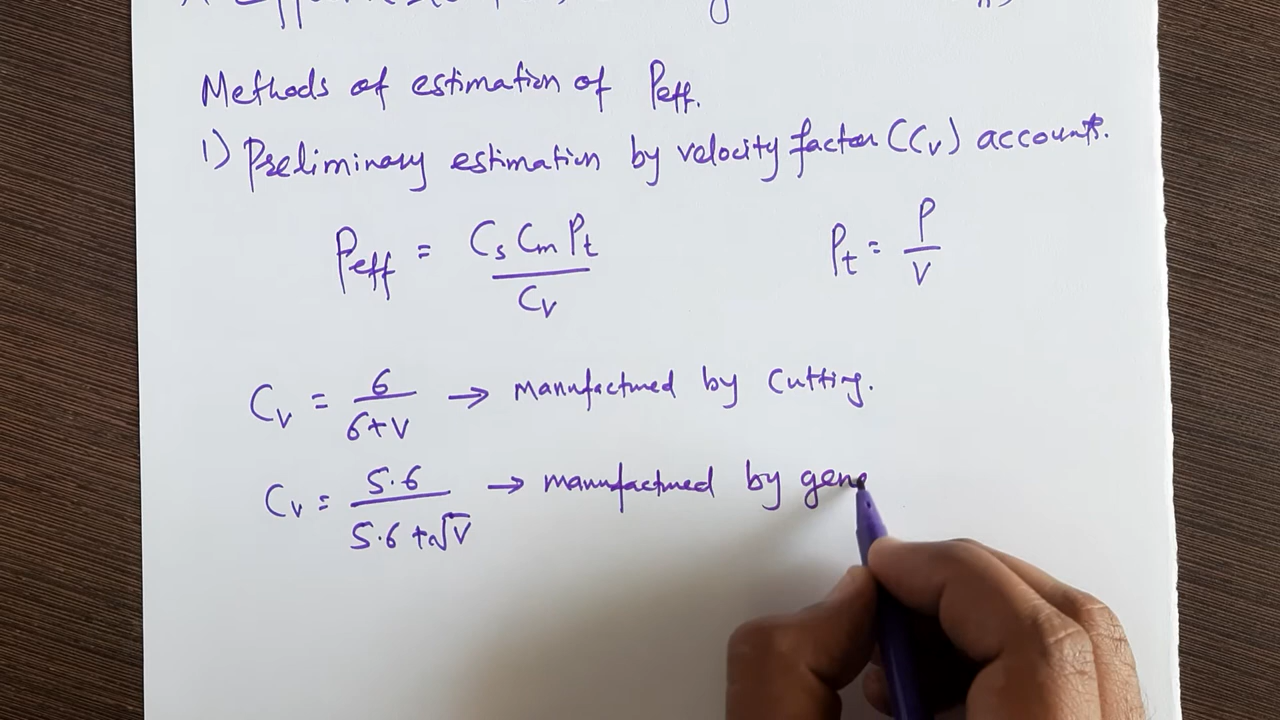 Methods of estimation of Peff.
1) Preliminary estimation by velocity factor (Cv) accounts.
Peff = Cs Cm Pt / Cv
Pt = P / V
Cv = 6 / 6+V → manufactured by Cutting.
Cv = 5.6 / 5.6 + √V → manufactured by gene